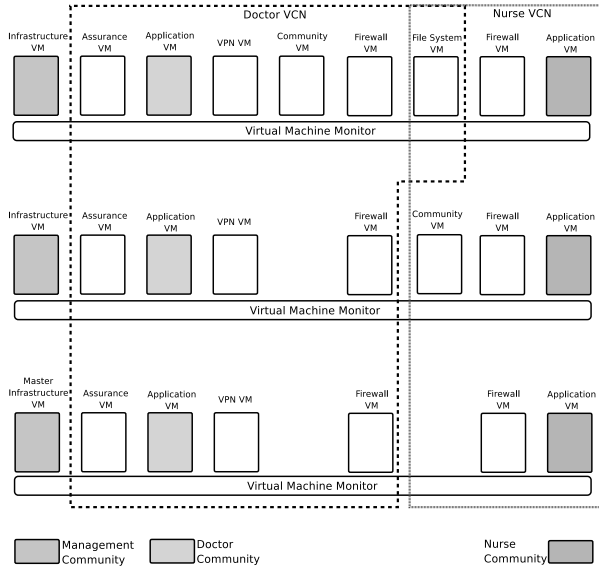 Doctor VCN
Nurse VCN
Infrastructure
VM
Assurance
VM
Application
VM
VPN VM
Community
VM
Firewall
VM
File System
VM
Firewall
VM
Application
VM
Virtual Machine Monitor
Infrastructure
VM
Assurance
VM
Application
VM
VPN VM
Firewall
VM
Community
VM
Firewall
VM
Application
VM
Virtual Machine Monitor
Master
Infrastructure
VM
Assurance
VM
Application
VM
VPN VM
Firewall
VM
Firewall
VM
Application
VM
Virtual Machine Monitor
Management
Community
Doctor
Community
Nurse
Community